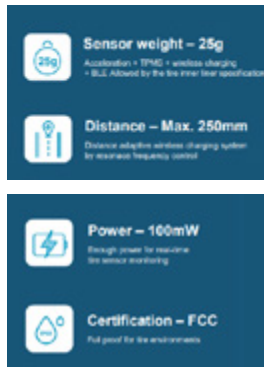 25g
Sensor weight – 25g
Acceleration + TPMS + wireless charging
+ BLE Allowed by the tire inner liner specification
Distance – Max. 250mm
Distance adaptive wireless charging system
by resonance frequency control
Power – 100mW
Enough power for real-time
tire sensor monitoring
Certification – FCC
Full proof for tire environments